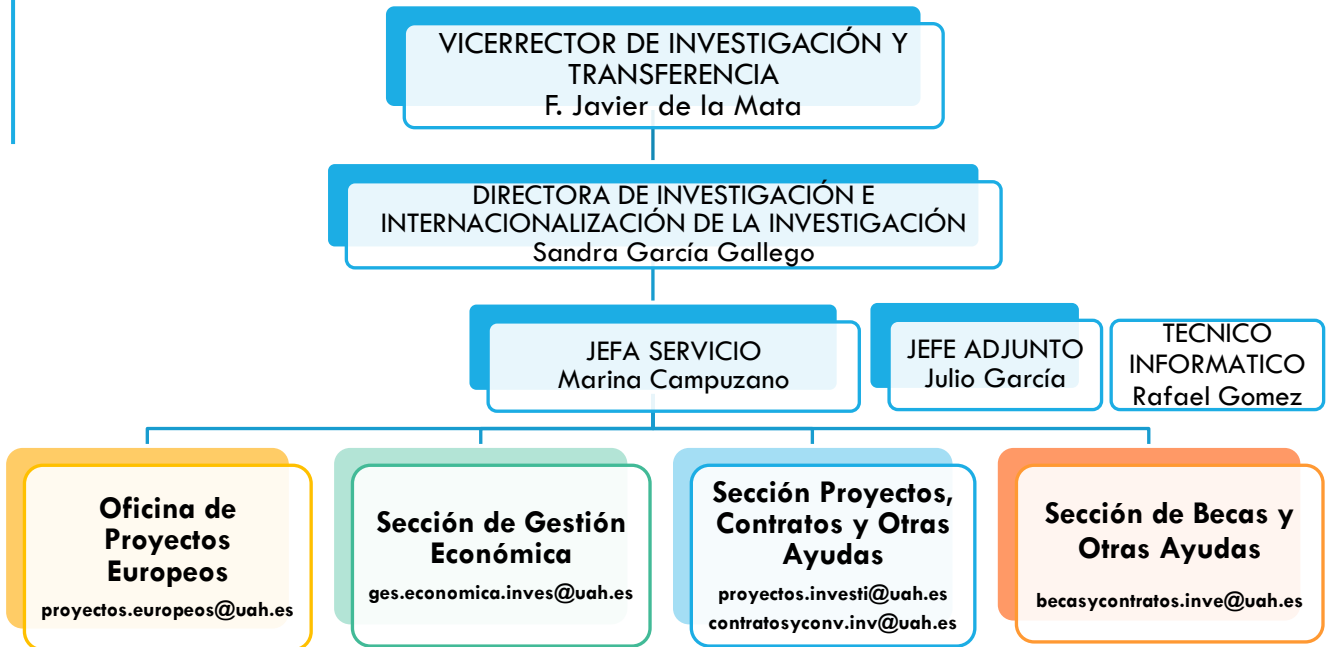 VICERRECTOR DE INVESTIGACIÓN Y
TRANSFERENCIA
F. Javier de la Mata
DIRECTORA DE INVESTIGACIÓN E
INTERNACIONALIZACIÓN DE LA INVESTIGACIÓN
Sandra García Gallego
JEFA SERVICIO
Marina Campuzano
JEFE ADJUNTO
Julio García
TECNICO
INFORMATICO
Rafael Gomez
Oficina de
Proyectos
Europeos
proyectos.europeos@uah.es
Sección de Gestión
Económica
ges.economica.inves@uah.es
Sección Proyectos,
Contratos y Otras
Ayudas
proyectos.investi@uah.es
contratosyconv.inv@uah.es
Sección de Becas y
Otras Ayudas
becasycontratos.inve@uah.es